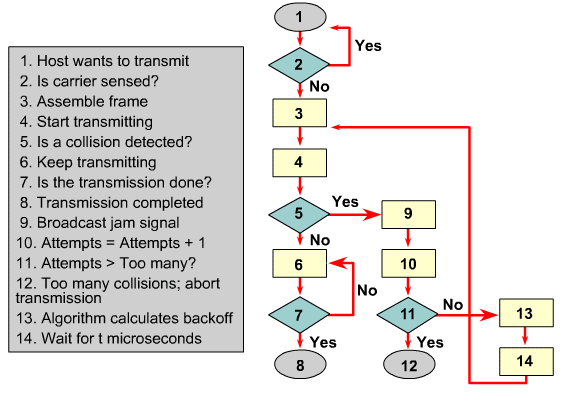 1. Host wants to transmit
2. Is carrier sensed?
3. Assemble frame
4. Start transmitting
5. Is a collision detected?
6. Keep transmitting
7. Is the transmission done?
8. Transmission completed
9. Broadcast jam signal
10. Attempts = Attempts + 1
11. Attempts > Too many?
12. Too many collisions; abort
transmission
13. Algorithm calculates backoff
14. Wait for t microseconds
1
Yes
2
No
3
4
5
Yes
9
No
6
10
No
7
11
No
13
Yes
Yes
8
12
14